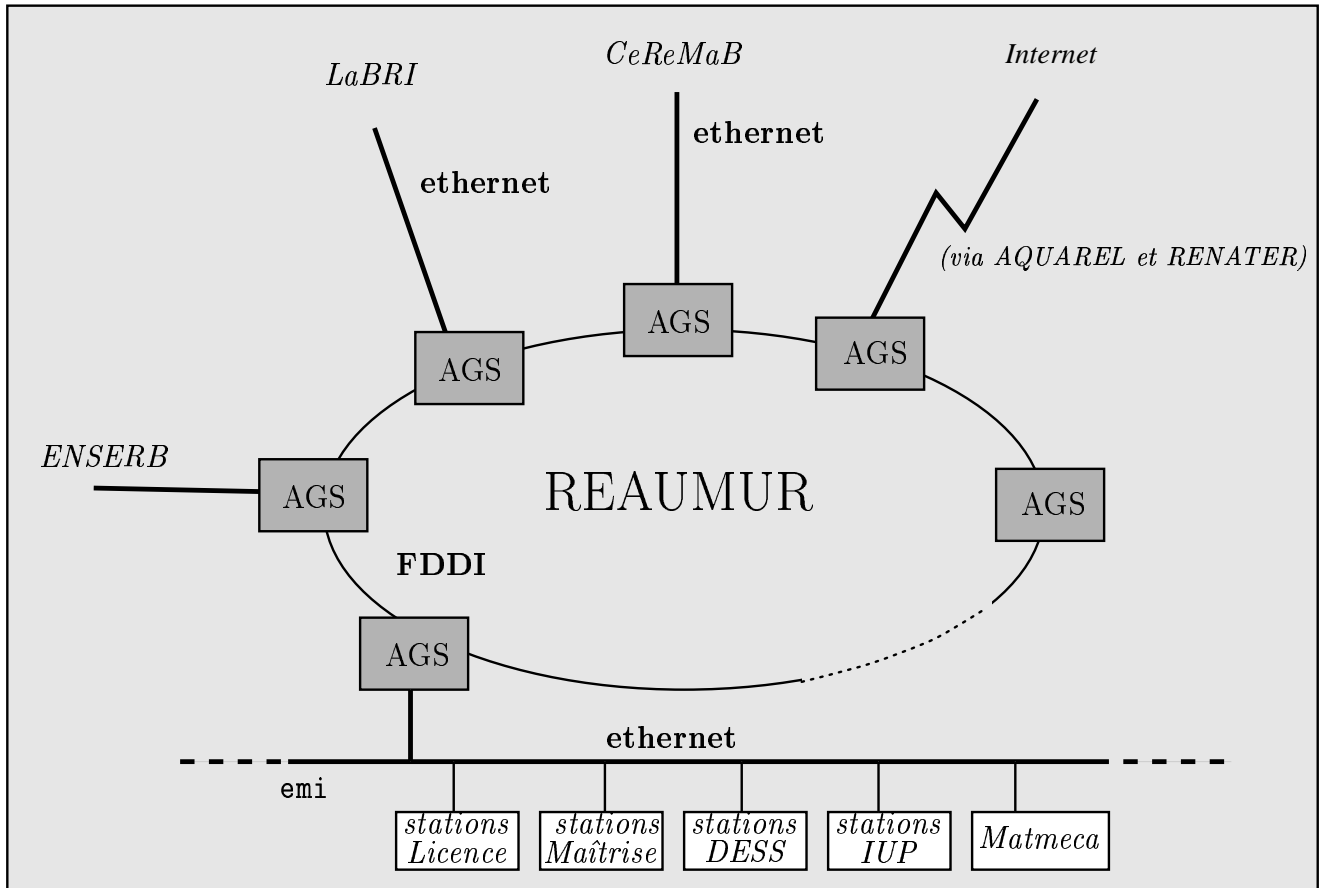 CeReMaB
Internet
LaBRI
ethernet
ethernet
(via AQUAREL et RENATER)
AGS
AGS
AGS
ENSERB
AGS
REAUMUR
AGS
FDDI
AGS
ethernet
emi
stations
Licence
stations
Maîtrise
stations
DESS
stations
IUP
Matmeca